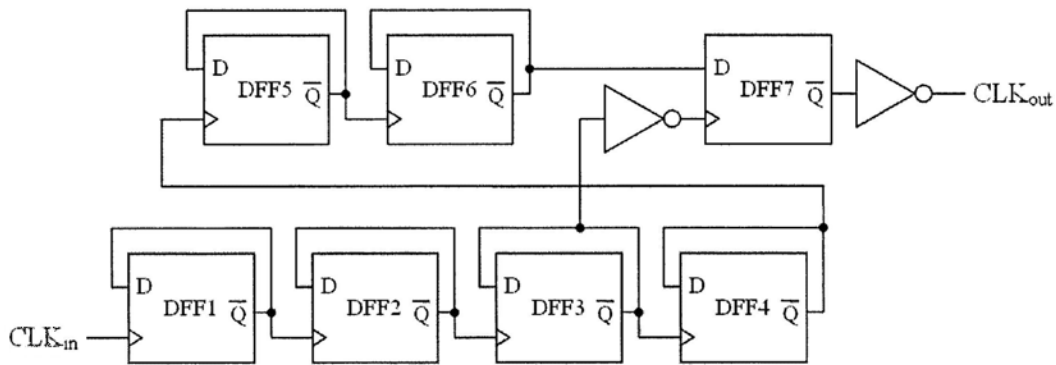 D DFF5 Q̅
D DFF6 Q̅
D DFF7 Q̅
CLKout
D DFF1 Q̅
D DFF2 Q̅
D DFF3 Q̅
D DFF4 Q̅
CLKin